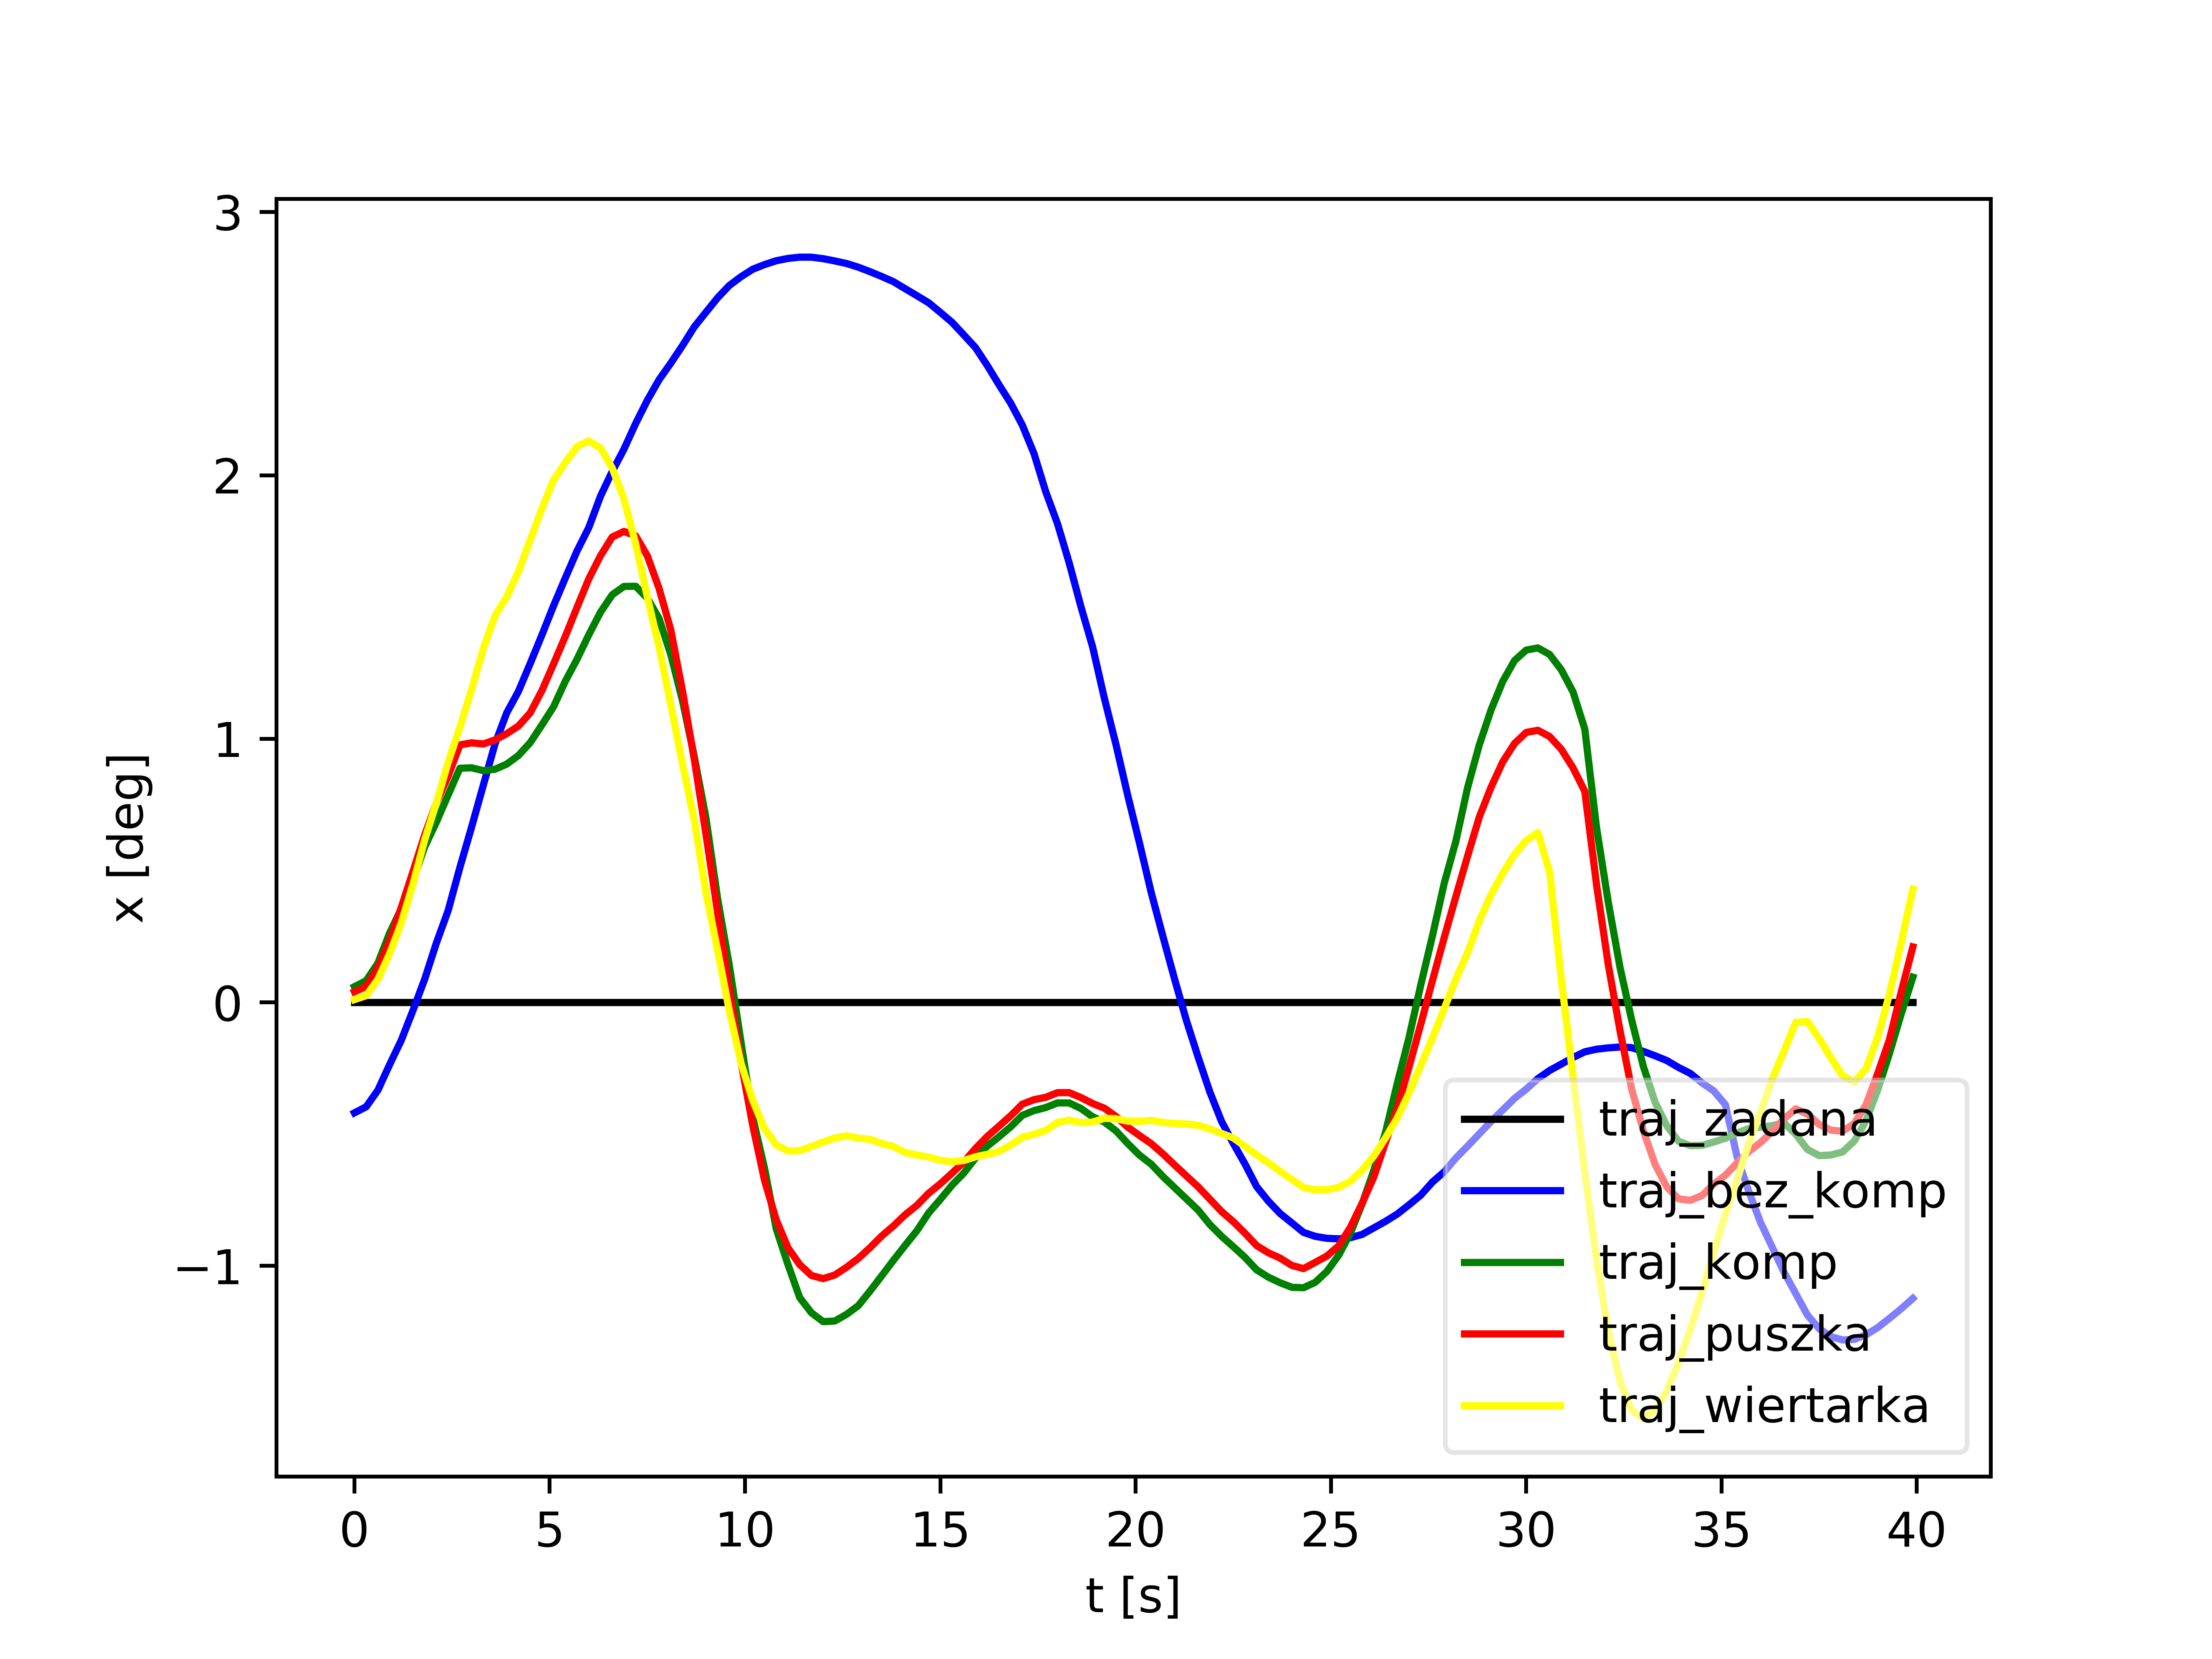 3
2
1
0
−1
x [deg]
0 5 10 15 20 25 30 35 40
t [s]
traj_zadana
traj_bez_komp
traj_komp
traj_puszka
traj_wiertarka